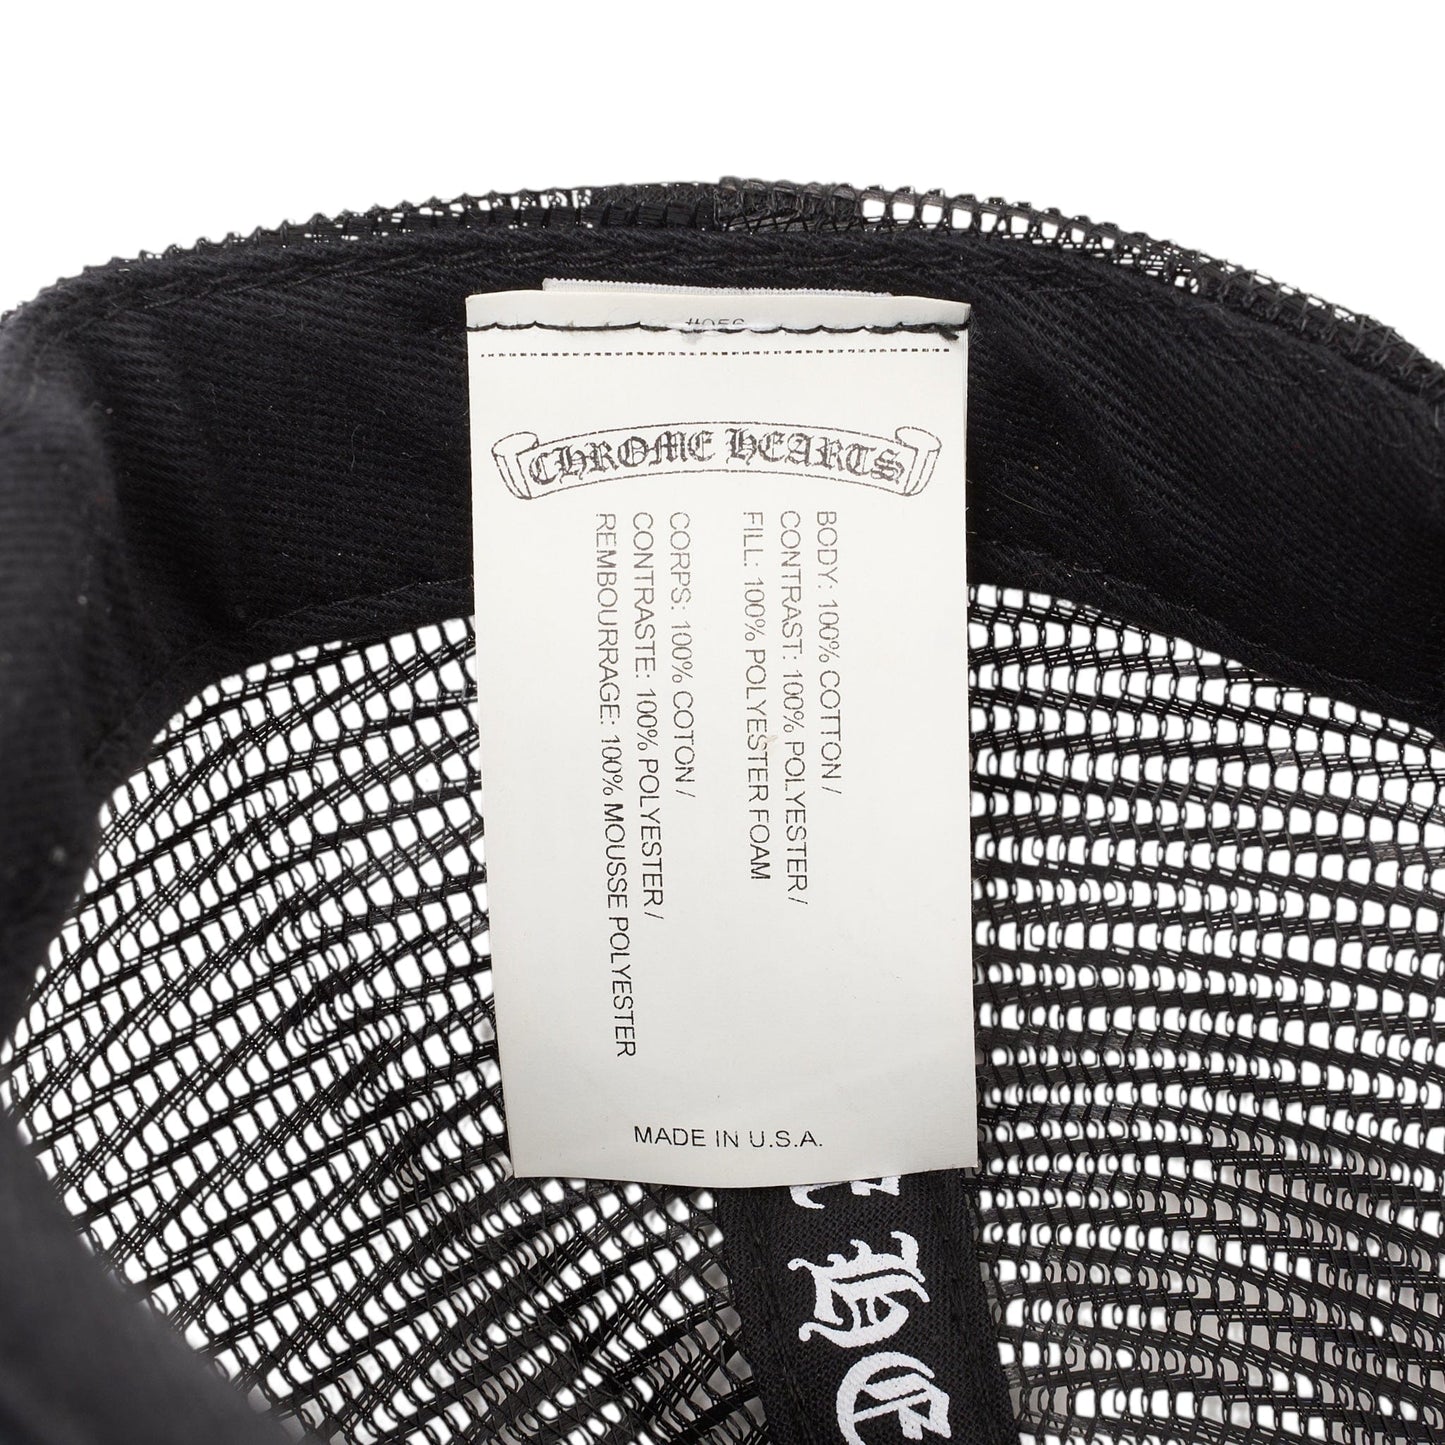 CHROME HEARTS
BODY: 100% COTTON /
CONTRAST: 100% POLYESTER /
FILL: 100% POLYESTER FOAM
CORPS: 100% COTON /
CONTRASTE: 100% POLYESTER /
REMBOURRAGE: 100% MOUSSE POLYESTER
MADE IN U.S.A.